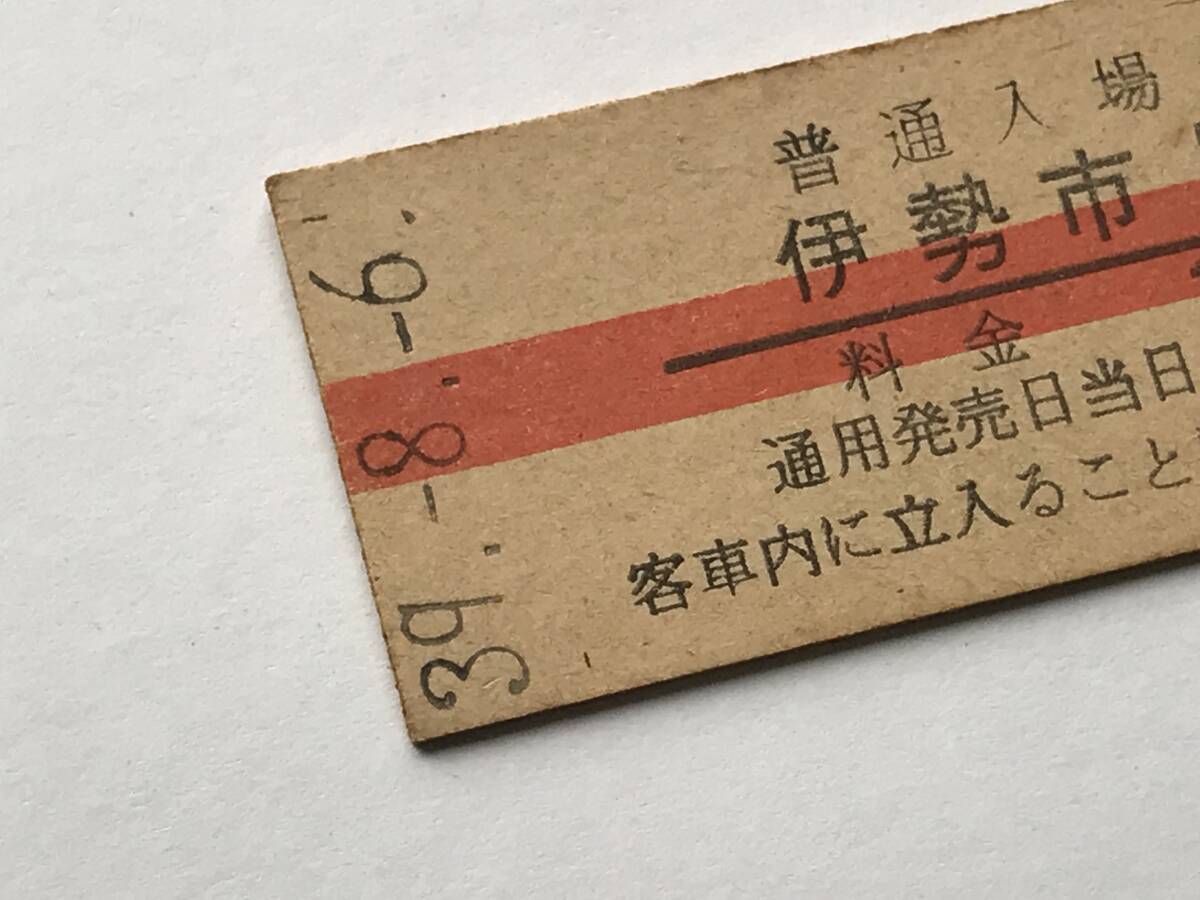 普通入場
伊勢市
料金
通用発売日当日
客車内に立入ること
39.-8.-6.